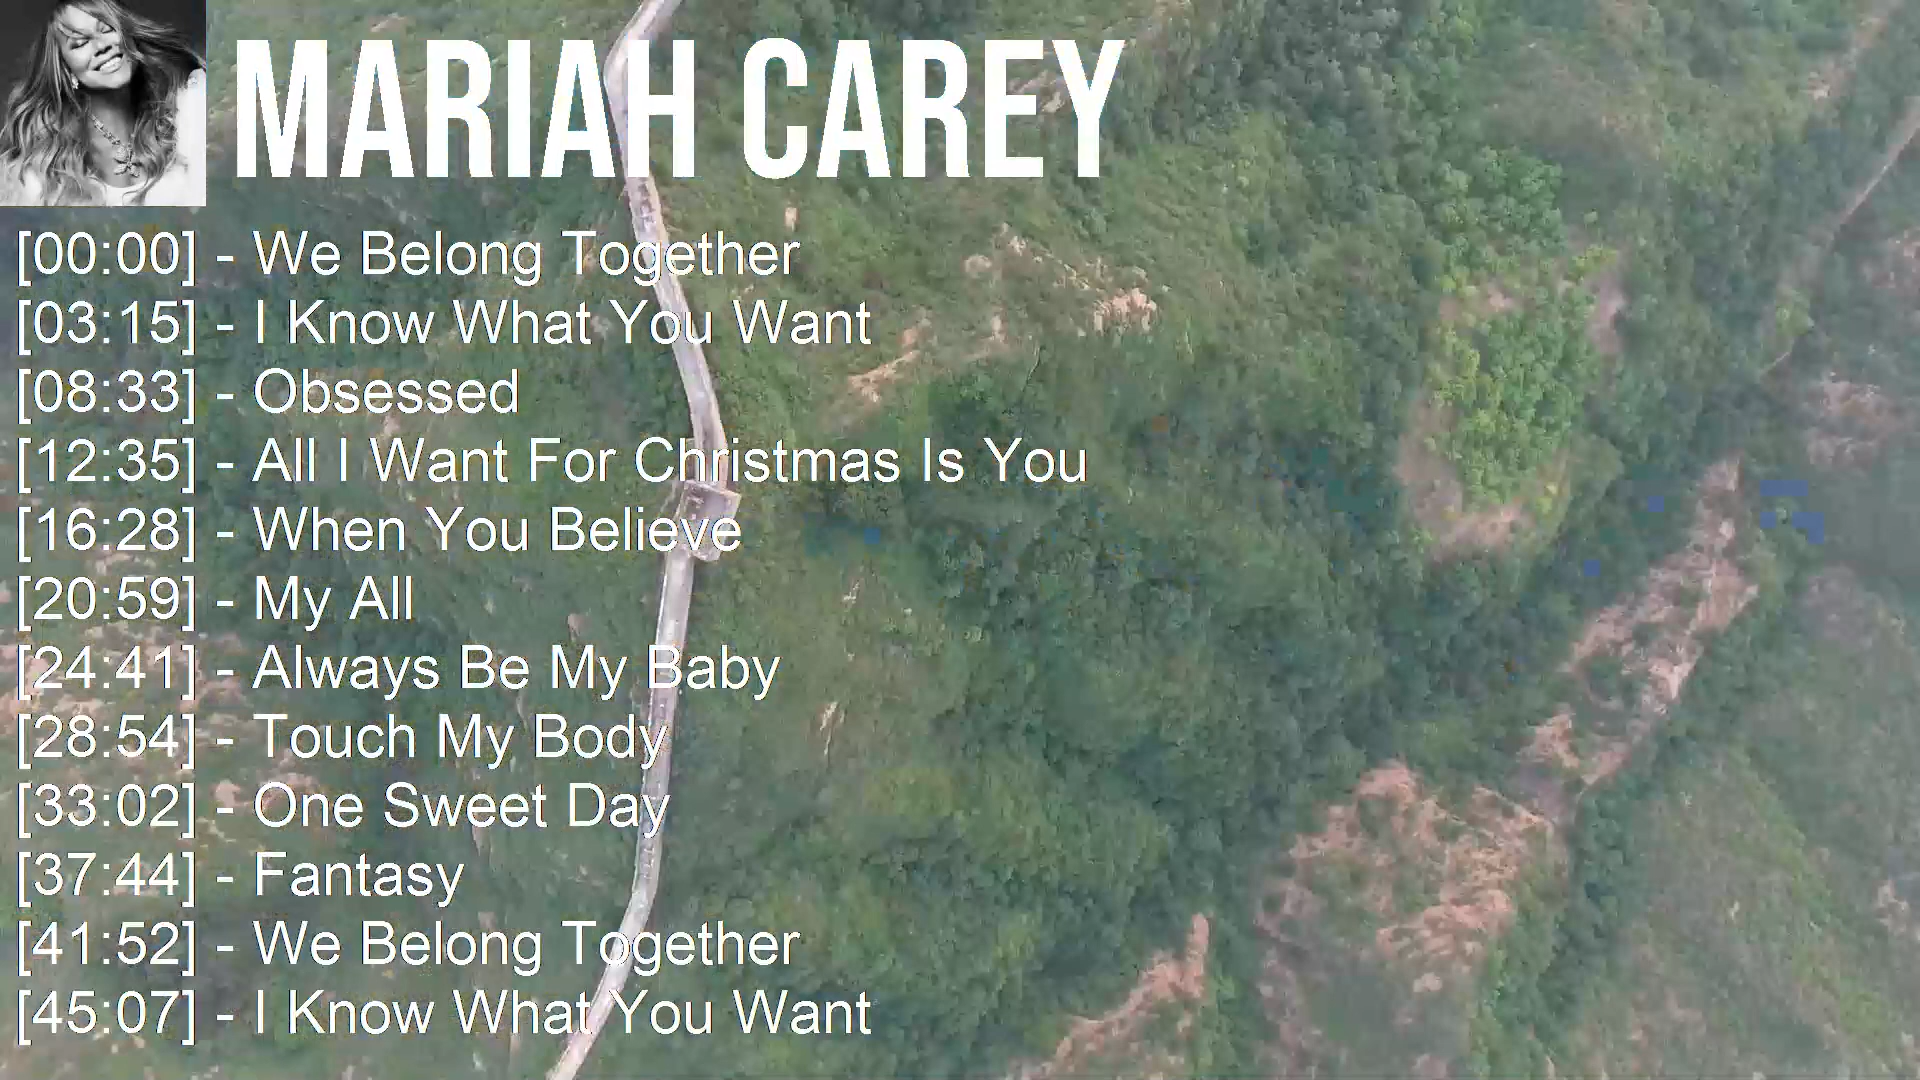 MARIAH CAREY
[00:00] - We Belong Together
[03:15] - I Know What You Want
[08:33] - Obsessed
[12:35] - All I Want For Christmas Is You
[16:28] - When You Believe
[20:59] - My All
[24:41] - Always Be My Baby
[28:54] - Touch My Body
[33:02] - One Sweet Day
[37:44] - Fantasy
[41:52] - We Belong Together
[45:07] - I Know What You Want